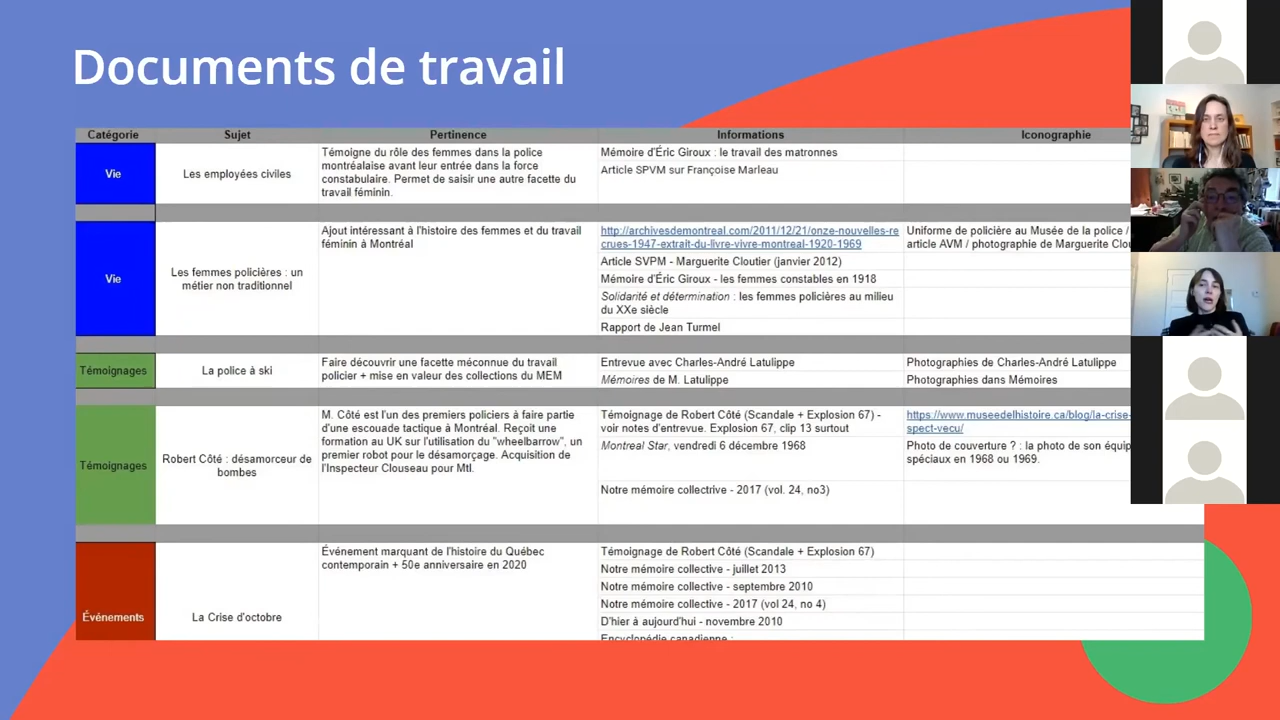 Documents de travail
Catégorie
Sujet
Pertinence
Informations
Iconographie
Vie
Les employées civiles
Témoigne du rôle des femmes dans la police
montréalaise avant leur entrée dans la force
constabulaire. Permet de saisir une autre facette du
travail féminin.
Mémoire d'Éric Giroux : le travail des matronnes
Article SPVM sur Françoise Marleau
Vie
Les femmes policières : un
métier non traditionnel
Ajout intéressant à l'histoire des femmes et du travail
féminin à Montréal
http://archivesdemontreal.com/2011/12/21/onze-nouvelles-re
crues-1947-extrait-du-livre-vivre-montreal-1920-1969
Article SVPM - Marguerite Cloutier (janvier 2012)
Mémoire d'Éric Giroux - les femmes constables en 1918
Solidarité et détermination : les femmes policières au milieu
du XXe siècle
Rapport de Jean Turmel
Uniforme de policière au Musée de la police /
article AVM / photographie de Marguerite Clou
Témoignages
La police à ski
Faire découvrir une facette méconnue du travail
policier + mise en valeur des collections du MEM
Entrevue avec Charles-André Latulippe
Mémoires de M. Latulippe
Photographies de Charles-André Latulippe
Photographies dans Mémoires
Témoignages
Robert Côté : désamorceur de
bombes
M. Côté est l'un des premiers policiers à faire partie
d'une escouade tactique à Montréal. Reçoit une
formation au UK sur l'utilisation du "wheelbarrow", un
premier robot pour le désamorçage. Acquisition de
l'Inspecteur Clouseau pour Mtl.
Témoignage de Robert Côté (Scandale + Explosion 67) -
voir notes d'entrevue. Explosion 67, clip 13 surtout
Montreal Star, vendredi 6 décembre 1968
Notre mémoire collectrive - 2017 (vol. 24, no3)
https://www.museedelhistoire.ca/blog/la-crise-
spect-vecu/
Photo de couverture ? : la photo de son équip
spéciaux en 1968 ou 1969.
Événements
La Crise d'octobre
Événement marquant de l'histoire du Québec
contemporain + 50e anniversaire en 2020
Témoignage de Robert Côté (Scandale + Explosion 67)
Notre mémoire collective - juillet 2013
Notre mémoire collective - septembre 2010
Notre mémoire collective - 2017 (vol 24, no 4)
D'hier à aujourd'hui - novembre 2010
Encyclopédie canadienne :